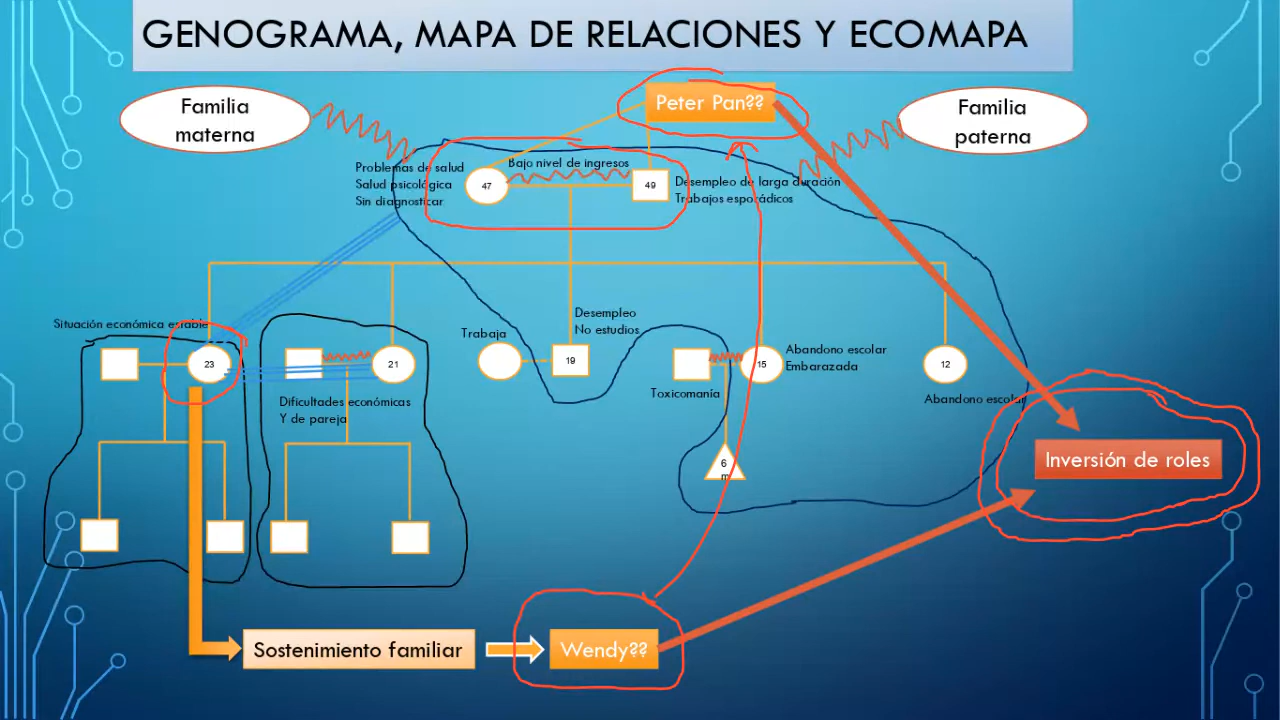 GENOGRAMA, MAPA DE RELACIONES Y ECOMAPA
Familia
materna
Peter Pan??
Familia
paterna
Problemas de salud
Salud psicológica
Sin diagnosticar
Bajo nivel de ingresos
47
49
Desempleo de larga duración
Trabajos esporádicos
Situación económica estable
23
21
Dificultades económicas
Y de pareja
Trabaja
Desempleo
No estudios
19
Toxicomanía
15
Abandono escolar
Embarazada
12
Abandono escolar
6
m
Inversión de roles
Sostenimiento familiar
Wendy??